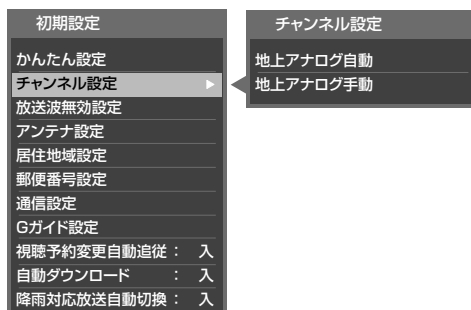 初期設定
かんたん設定
チャンネル設定
放送波無効設定
アンテナ設定
居住地域設定
郵便番号設定
通信設定
Gガイド設定
視聴予約変更自動追従： 入
自動ダウンロード ： 入
降雨対応放送自動切換： 入
チャンネル設定
地上アナログ自動
地上アナログ手動